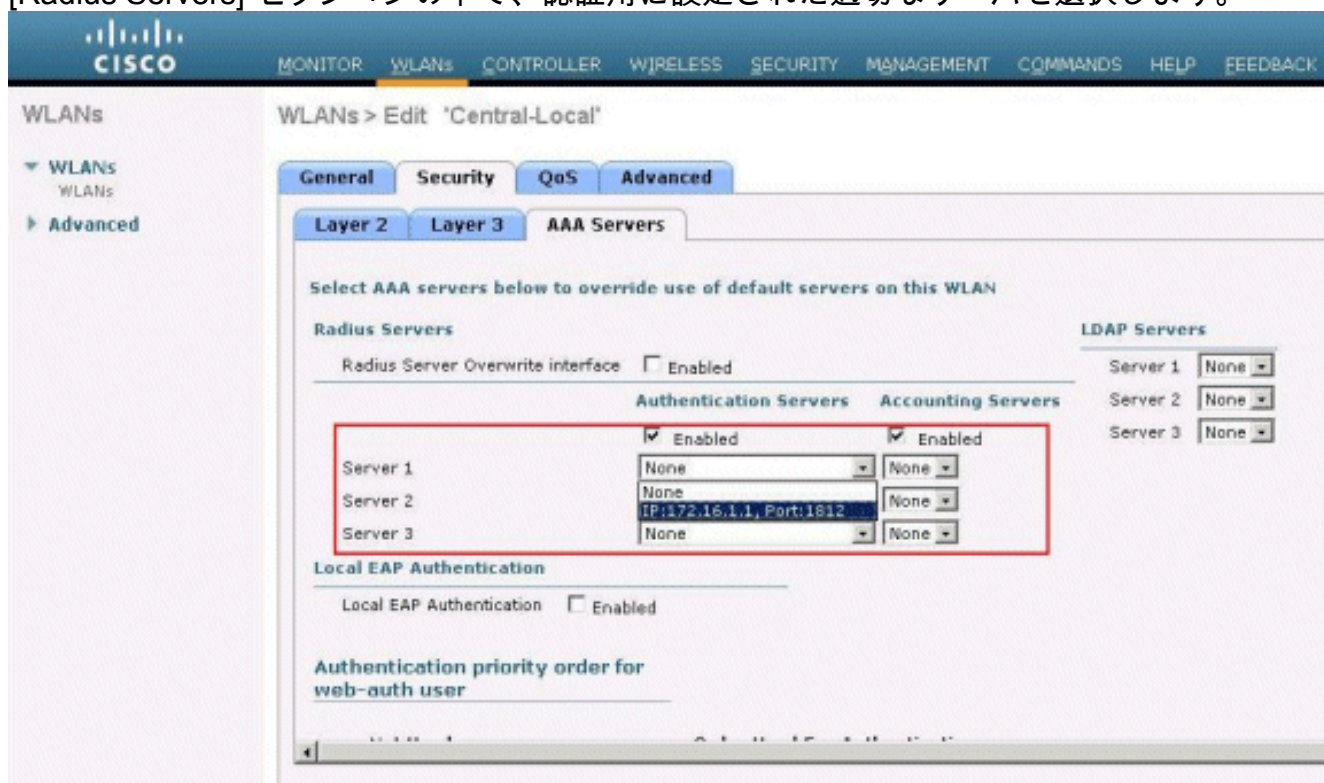 [Radius Servers] セクションの下で、認証用に設定された適切なサーバを選択します。
CISCO
MONITOR WLANs CONTROLLER WIRELESS SECURITY MANAGEMENT COMMANDS HELP FEEDBACK
WLANs
WLANs
WLANs
Advanced
WLANs > Edit 'Central-Local'
General Security QoS Advanced
Layer 2 Layer 3 AAA Servers
Select AAA servers below to override use of default servers on this WLAN
Radius Servers
LDAP Servers
Radius Server Overwrite interface Enabled
Server 1 None
Authentication Servers Accounting Servers
Server 2 None
Enabled Enabled
Server 3 None
Server 1 None None
None
Server 2 IP:172.16.1.1, Port:1812 None
Server 3 None None
Local EAP Authentication
Local EAP Authentication Enabled
Authentication priority order for
web-auth user